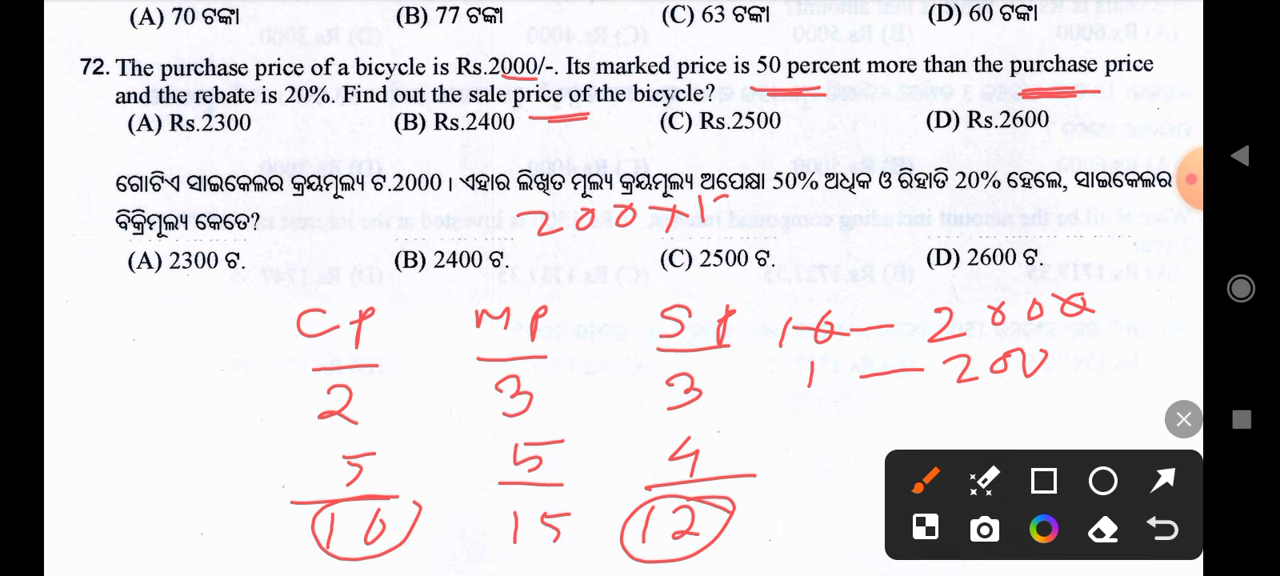 (A) 70 ଟଙ୍କା (B) 77 ଟଙ୍କା (C) 63 ଟଙ୍କା (D) 60 ଟଙ୍କା
72. The purchase price of a bicycle is Rs.2000/-. Its marked price is 50 percent more than the purchase price
and the rebate is 20%. Find out the sale price of the bicycle?
(A) Rs.2300 (B) Rs.2400 (C) Rs.2500 (D) Rs.2600
ଗୋଟିଏ ସାଇକେଲର କ୍ରୟମୂଲ୍ୟ ଟ.2000। ଏହାର ଲିଖିତ ମୂଲ୍ୟ କ୍ରୟମୂଲ୍ୟ ଅପେକ୍ଷା 50% ଅଧିକ ଓ ରିହାତି 20% ହେଲେ, ସାଇକେଲର
ବିକ୍ରିମୂଲ୍ୟ କେତେ?
200 × 1
(A) 2300 ଟ. (B) 2400 ଟ. (C) 2500 ଟ. (D) 2600 ଟ.
CP MP SP 10 — 2000
2 3 3 1 — 200
5 5 4
10 15 12